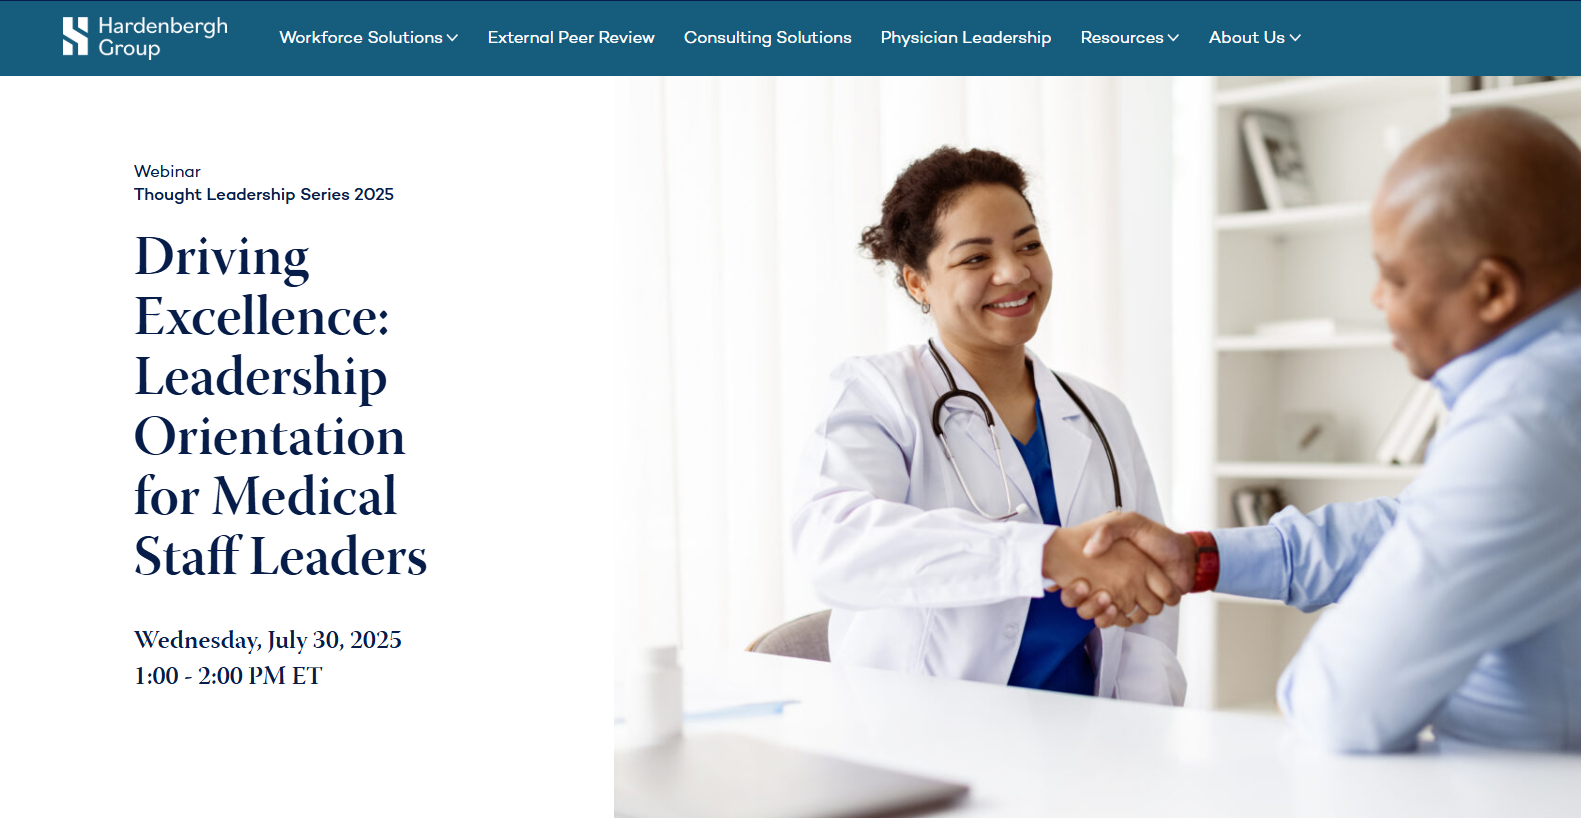 Hardenbergh
Group
Workforce Solutions
External Peer Review
Consulting Solutions
Physician Leadership
Resources
About Us
Webinar
Thought Leadership Series 2025
Driving
Excellence:
Leadership
Orientation
for Medical
Staff Leaders
Wednesday, July 30, 2025
1:00 - 2:00 PM ET